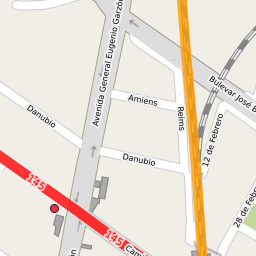 Avenida General Eugenio Garzón
Bulevar José B
Amiens
Reims
Danubio
12 de Febrero
Danubio
145
28 de Febrero
145
Cam
ón